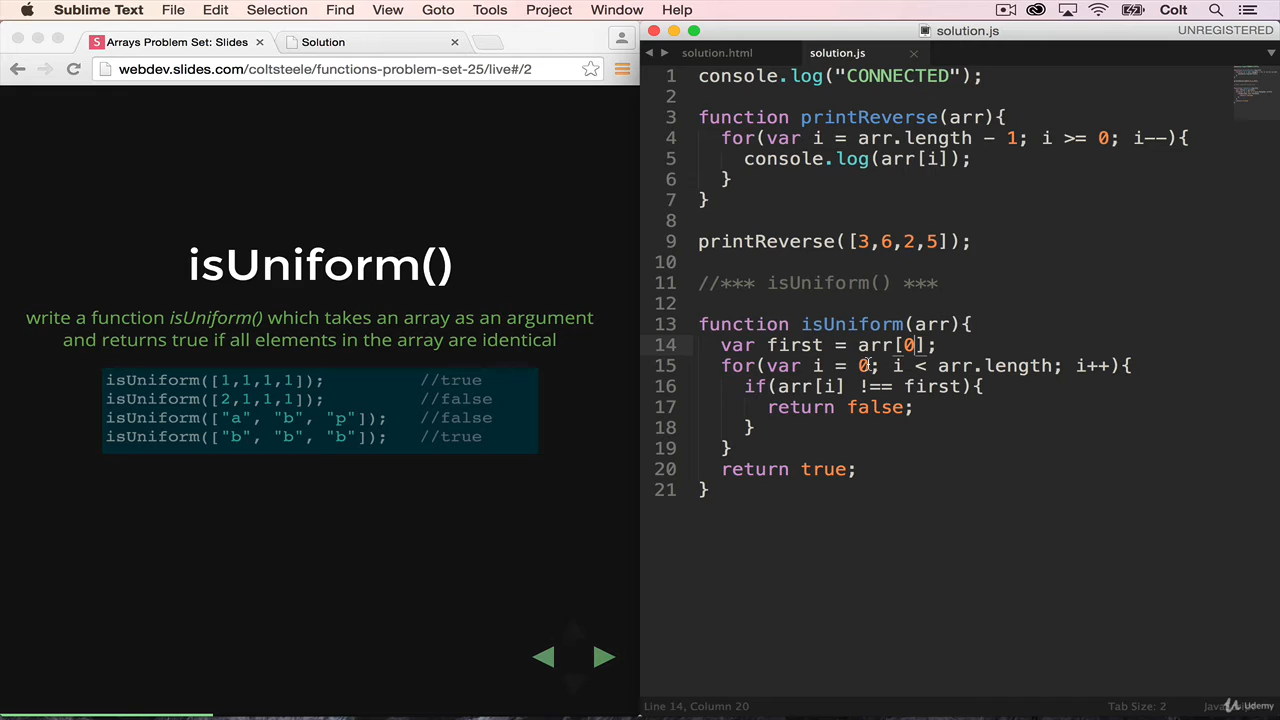 Sublime Text File Edit Selection Find View Goto Tools Project Window Help Colt
Arrays Problem Set: Slides Solution
webdev.slides.com/coltsteele/functions-problem-set-25/live#/2
isUniform()
write a function isUniform() which takes an array as an argument
and returns true if all elements in the array are identical
isUniform([1,1,1,1]); //true
isUniform([2,1,1,1]); //false
isUniform(["a", "b", "p"]); //false
isUniform(["b", "b", "b"]); //true
solution.js UNREGISTERED
solution.html solution.js
1 console.log("CONNECTED");
2
3 function printReverse(arr){
4 for(var i = arr.length - 1; i >= 0; i--){
5 console.log(arr[i]);
6 }
7 }
8
9 printReverse([3,6,2,5]);
10
11 //*** isUniform() ***
12
13 function isUniform(arr){
14 var first = arr[0];
15 for(var i = 0; i < arr.length; i++){
16 if(arr[i] !== first){
17 return false;
18 }
19 }
20 return true;
21 }
Line 14, Column 20 Tab Size: 2
Udemy